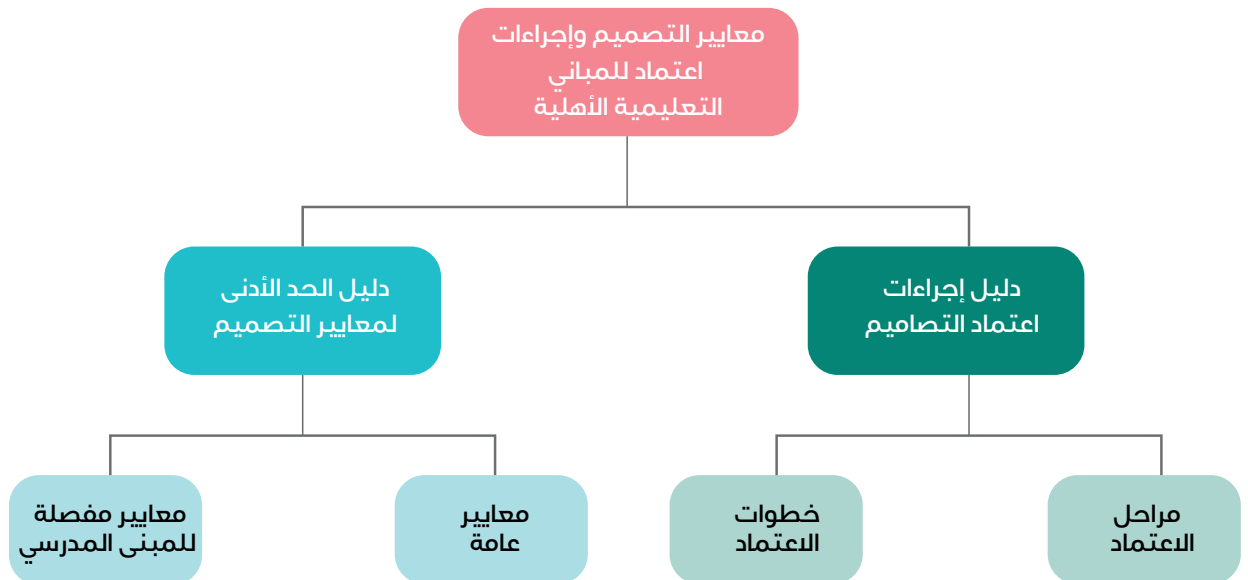 معايير التصميم وإجراءات
اعتماد للمباني
التعليمية الأهلية
دليل إجراءات
اعتماد التصاميم
دليل الحد الأدنى
لمعايير التصميم
مراحل
الاعتماد
خطوات
الاعتماد
معايير
عامة
معايير مفصلة
للمبنى المدرسي